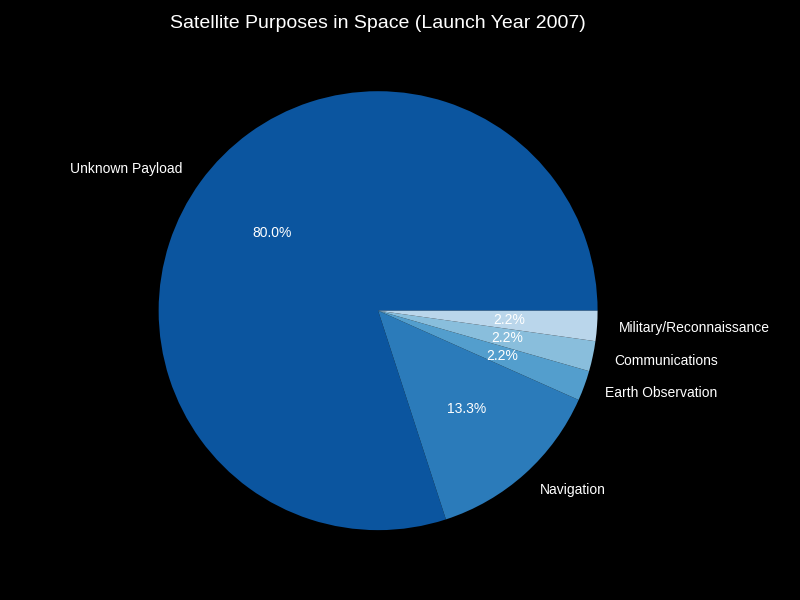 Satellite Purposes in Space (Launch Year 2007)
Unknown Payload
80.0%
2.2%
Military/Reconnaissance
2.2%
Communications
2.2%
Earth Observation
13.3%
Navigation